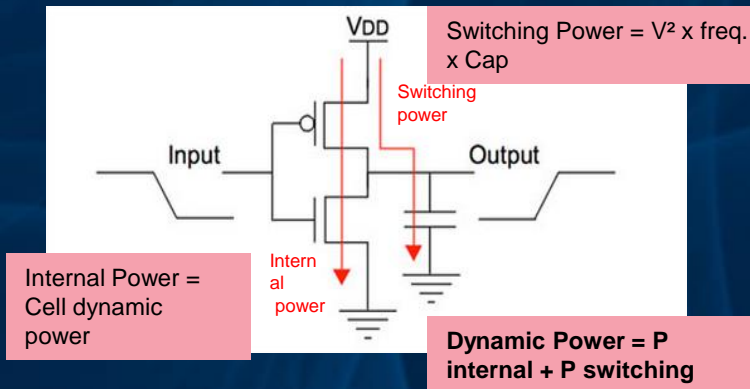 VDD
Switching Power = V² x freq.
x Cap
Switching
power
Input
Output
Intern
al
power
Internal Power =
Cell dynamic
power
Dynamic Power = P
internal + P switching